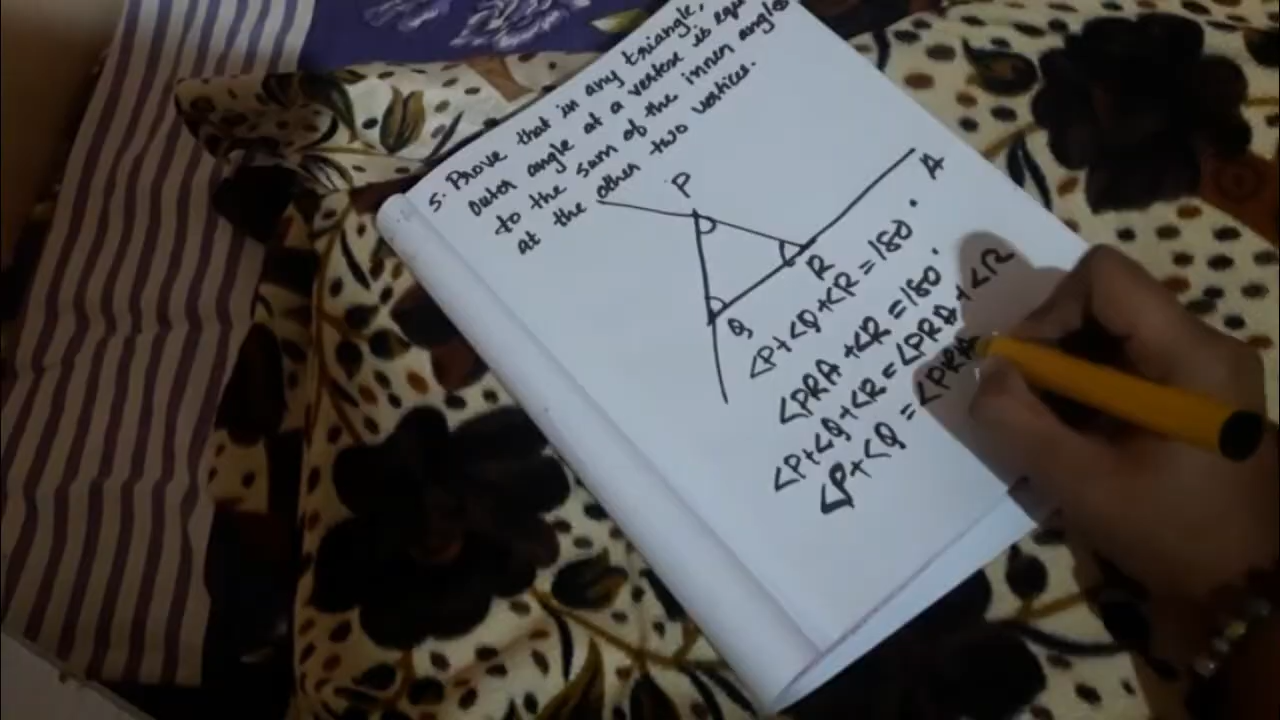 5. Prove that in any triangle,
outer angle at a vertex is equ
to the sum of the inner angles
at the other two vertices.
P
A
R
Q
∠P+∠Q+∠R=180°
∠PRA+∠R=180°
∠P+∠Q+∠R=∠PRA+∠R
∠P+∠Q=∠PRA